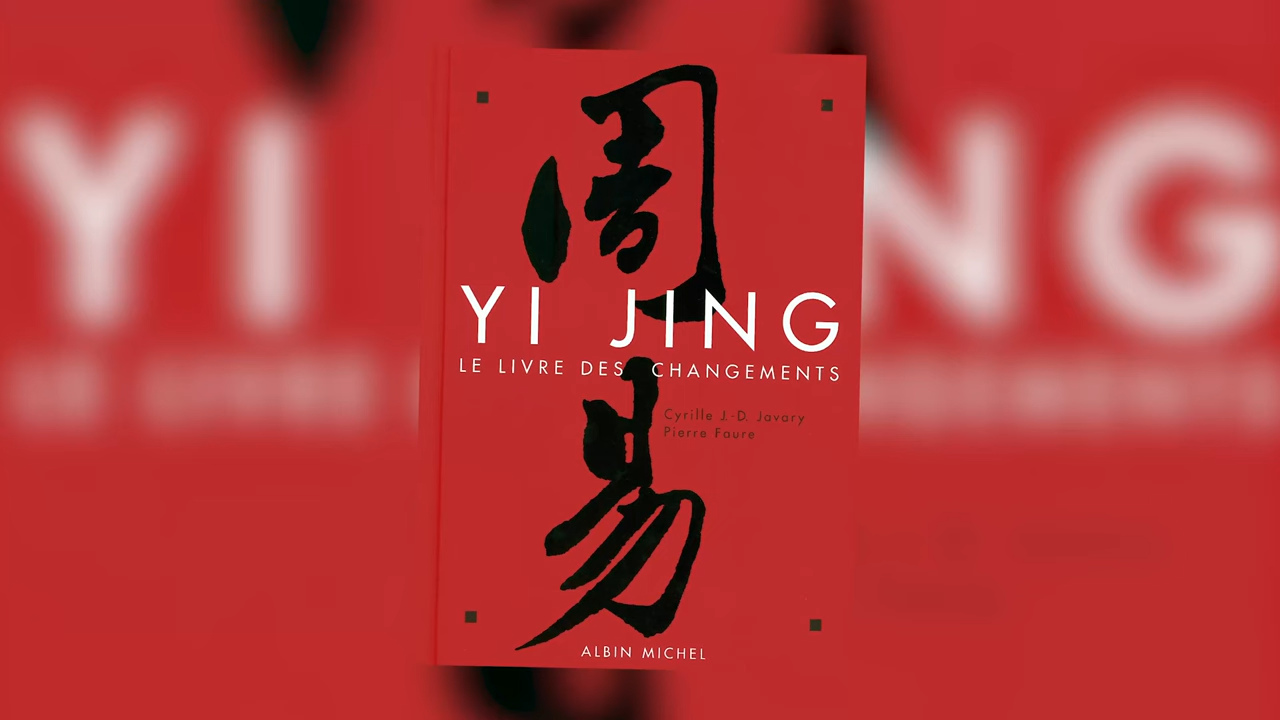 周易
YI JING
LE LIVRE DES CHANGEMENTS
Cyrille J.-D. Javary
Pierre Faure
ALBIN MICHEL